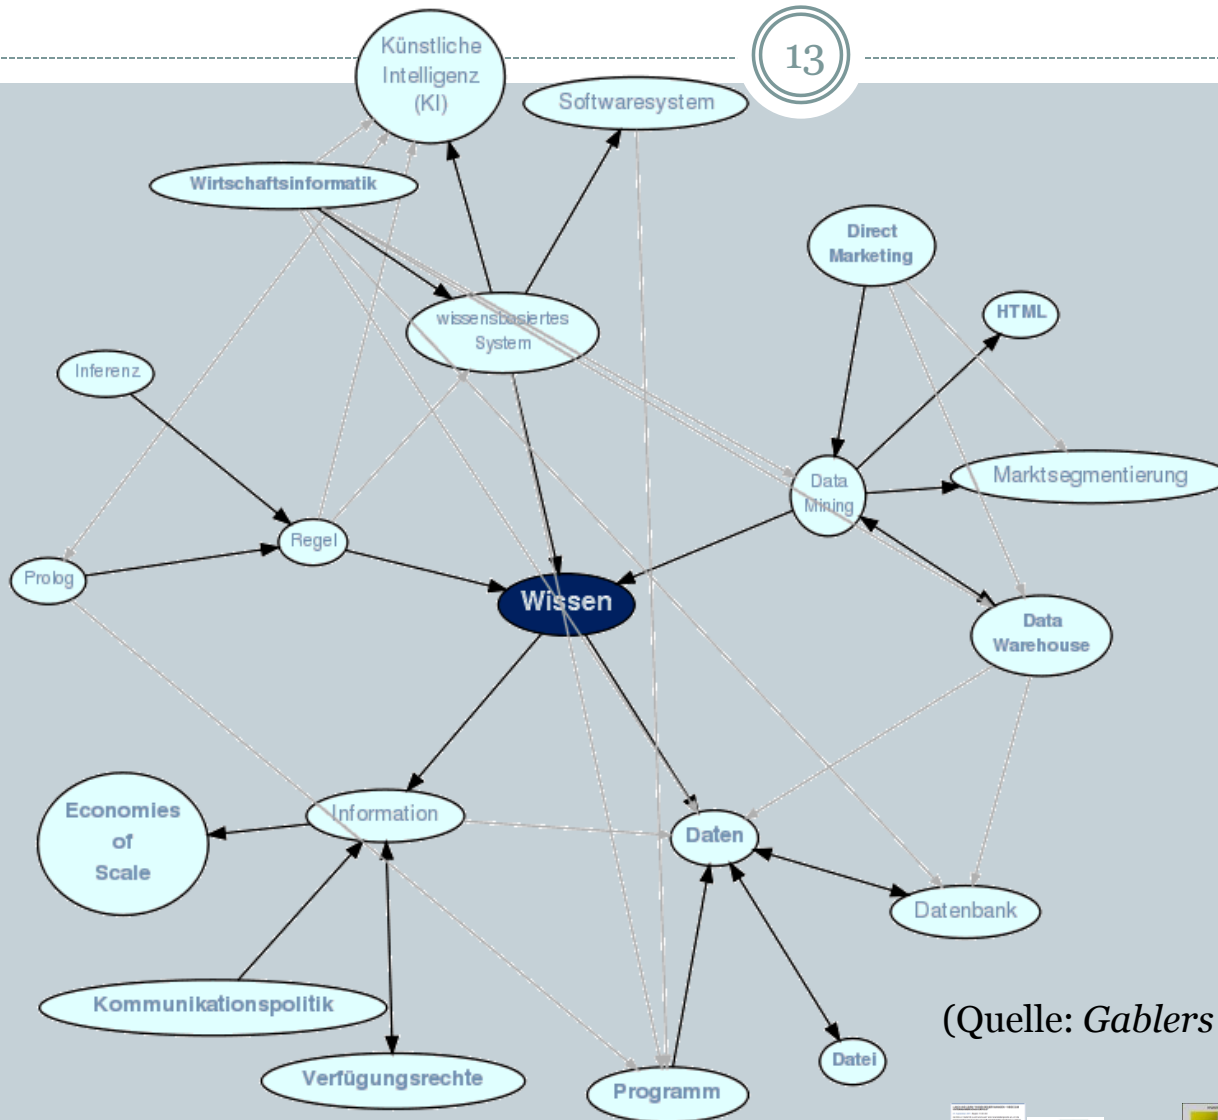 13
Künstliche
Intelligenz
(KI)
Softwaresystem
Wirtschaftsinformatik
Direct
Marketing
HTML
wissensbasiertes
System
Inferenz
Marktsegmentierung
Data
Mining
Regel
Prolog
Wissen
Data
Warehouse
Economies
of
Scale
Information
Daten
Datenbank
Kommunikationspolitik
(Quelle: Gablers
Datei
Verfügungsrechte
Programm